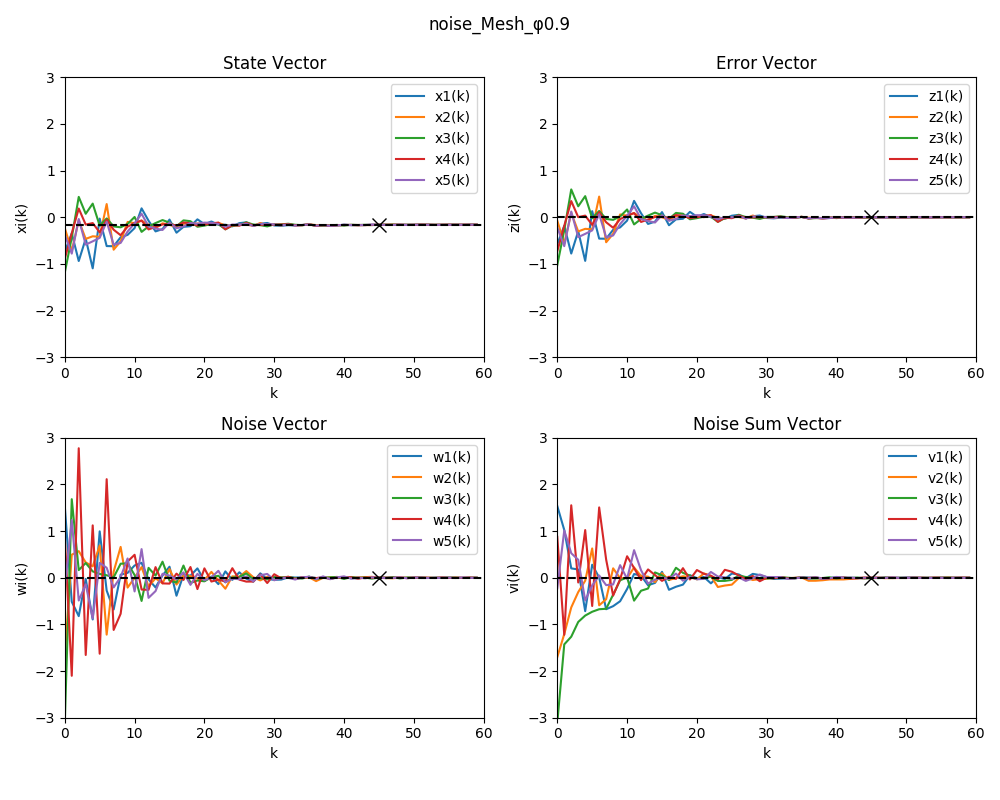 noise_Mesh_φ0.9
State Vector
3
2
1
0
−1
−2
−3
xi(k)
x1(k)
x2(k)
x3(k)
x4(k)
x5(k)
0 10 20 30 40 50 60
k
Error Vector
3
2
1
0
−1
−2
−3
zi(k)
z1(k)
z2(k)
z3(k)
z4(k)
z5(k)
0 10 20 30 40 50 60
k
Noise Vector
3
2
1
0
−1
−2
−3
wi(k)
w1(k)
w2(k)
w3(k)
w4(k)
w5(k)
0 10 20 30 40 50 60
k
Noise Sum Vector
3
2
1
0
−1
−2
−3
vi(k)
v1(k)
v2(k)
v3(k)
v4(k)
v5(k)
0 10 20 30 40 50 60
k